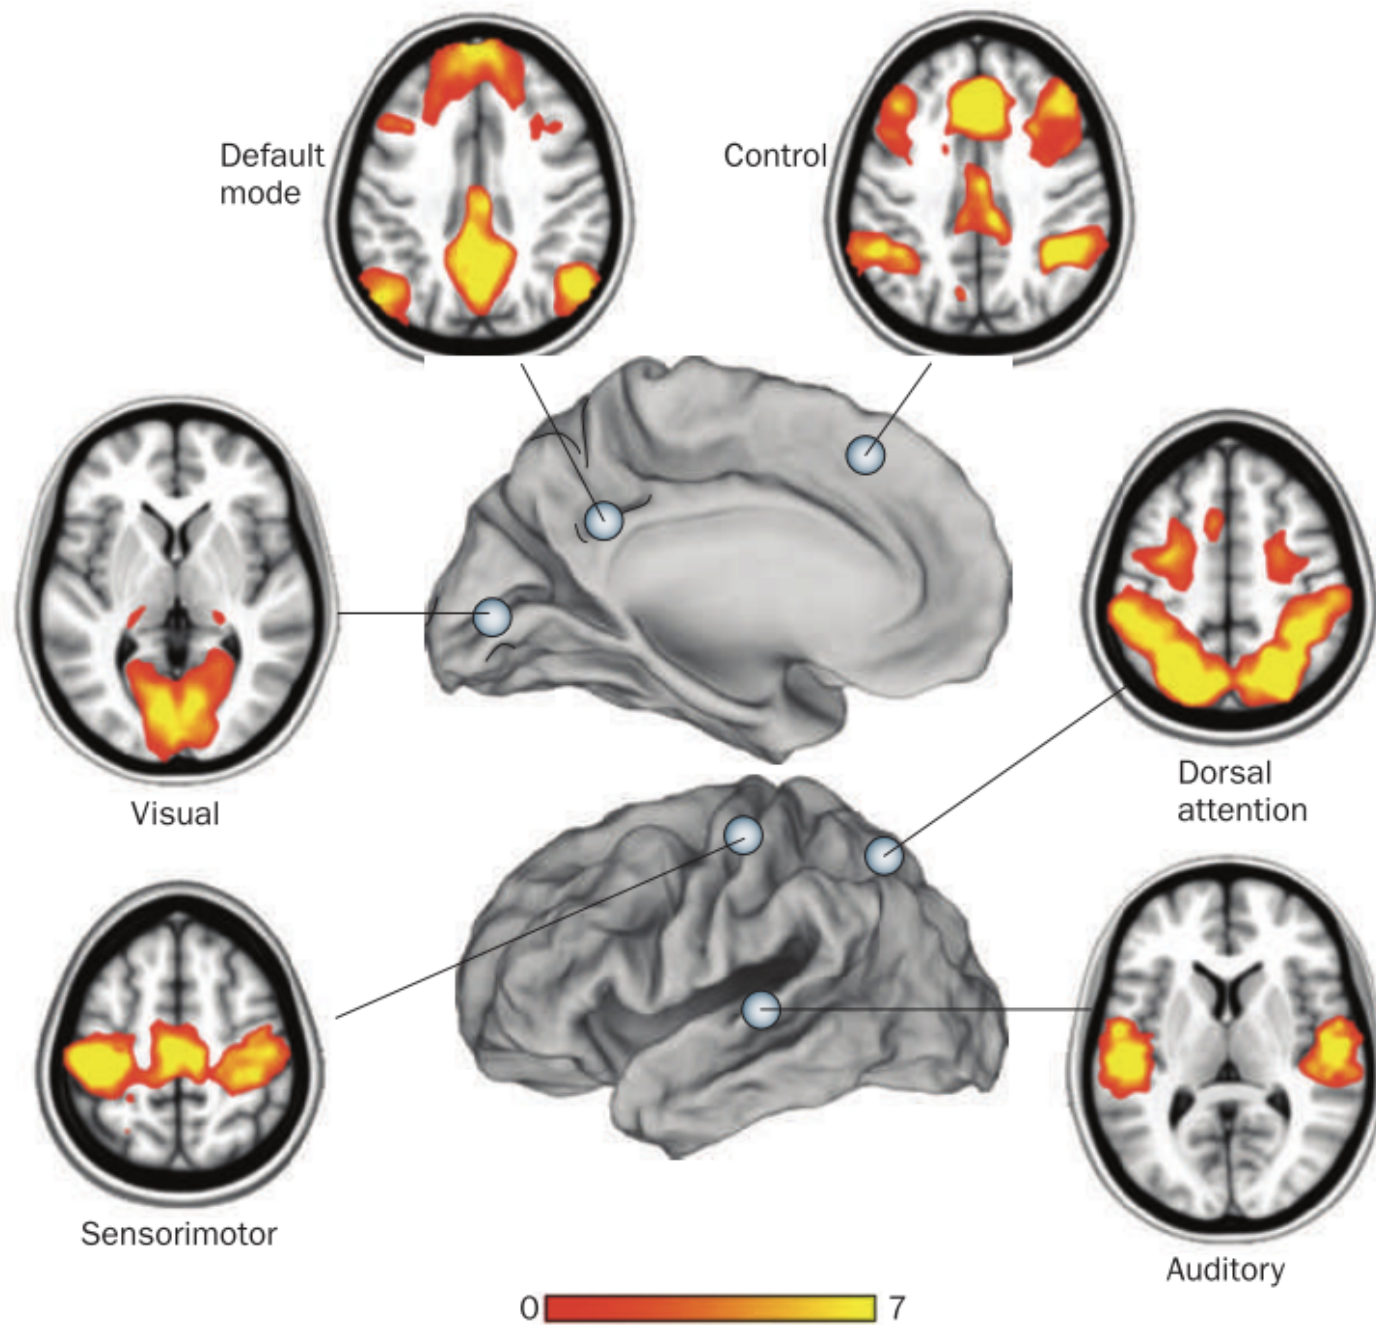 Default
mode
Control
Visual
Dorsal
attention
Sensorimotor
Auditory
0
7